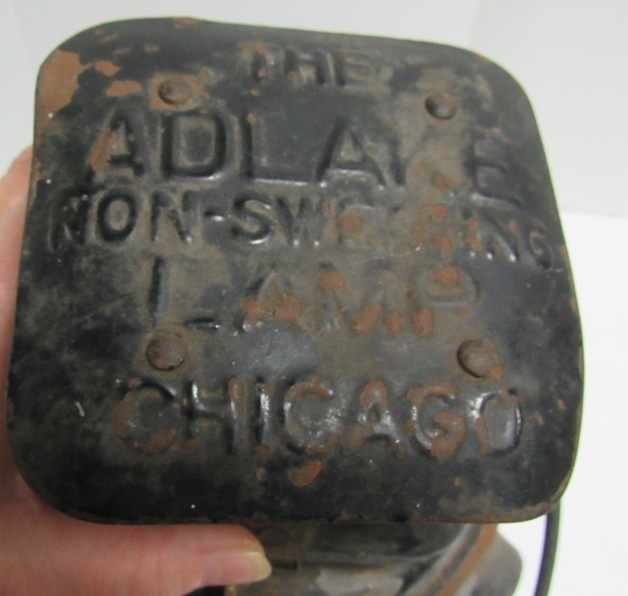 THE
ADLAKE
NON-SWEATING
LAMP
CHICAGO